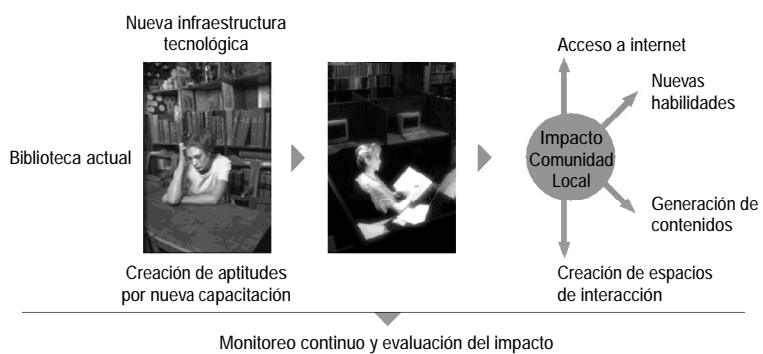 Nueva infraestructura
tecnológica
Biblioteca actual
Creación de aptitudes
por nueva capacitación
Acceso a internet
Nuevas
habilidades
Impacto
Comunidad
Local
Generación de
contenidos
Creación de espacios
de interacción
Monitoreo continuo y evaluación del impacto